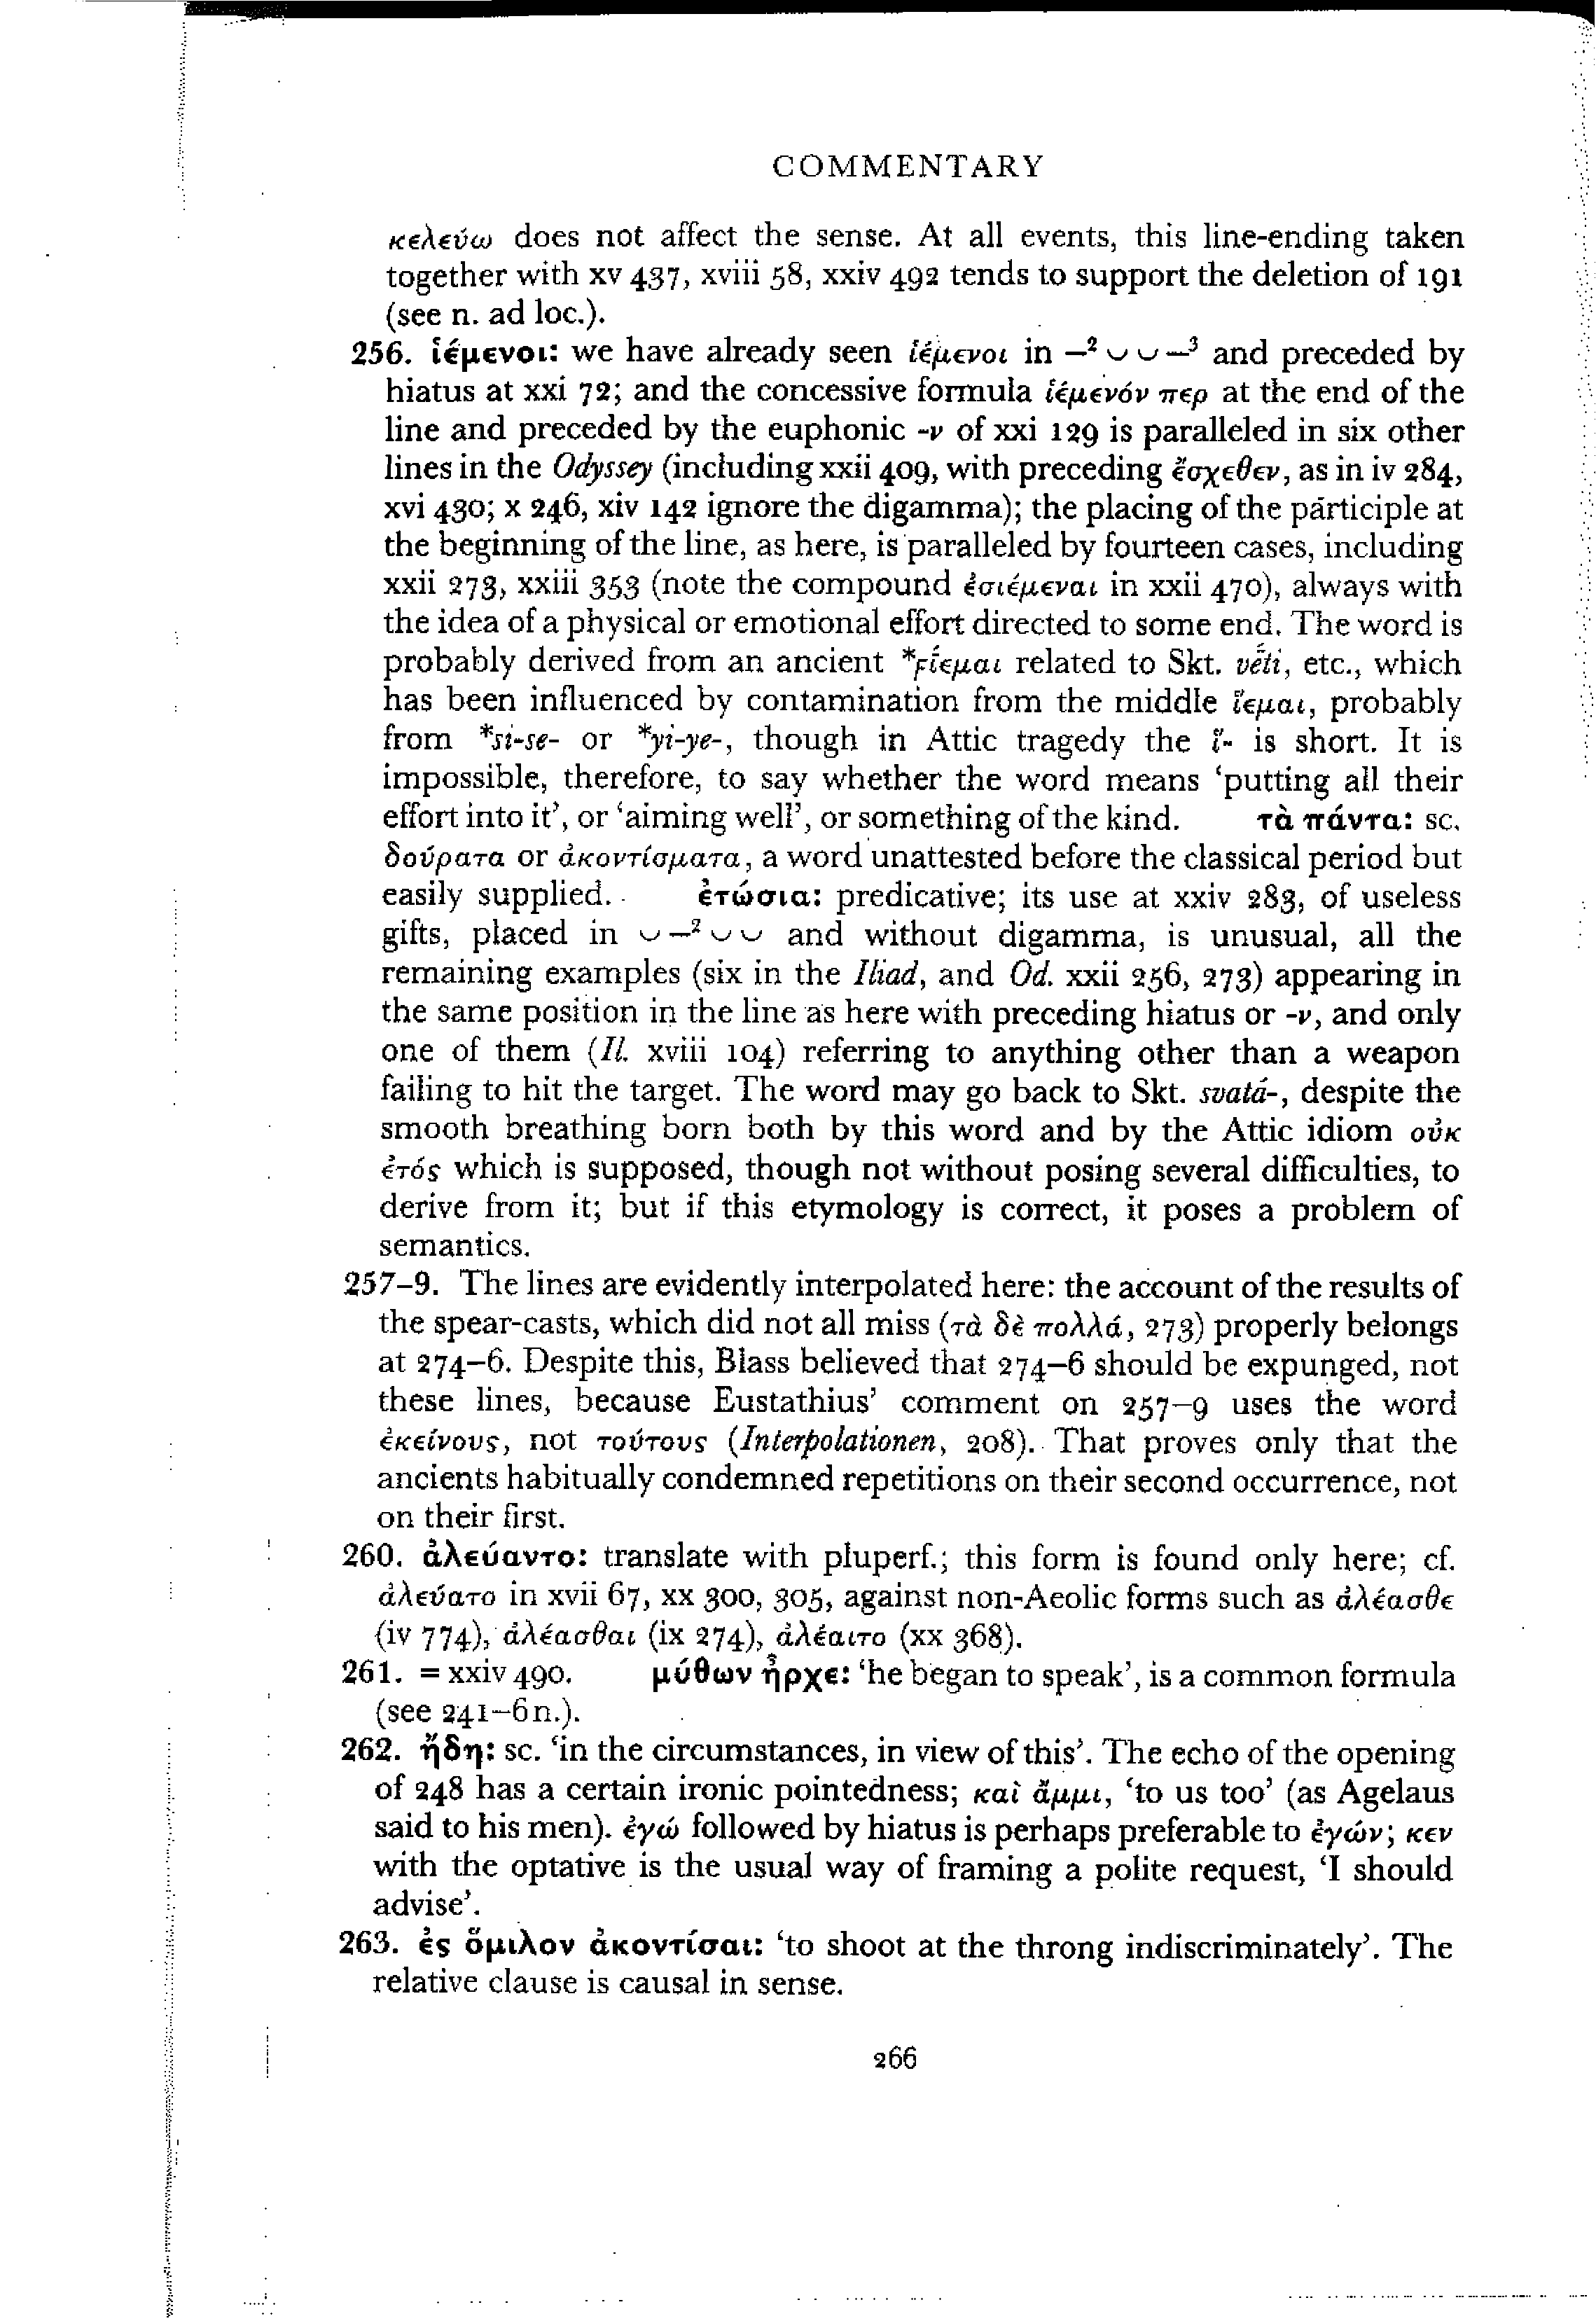 COMMENTARY
κελεύω does not affect the sense. At all events, this line-ending taken
together with xv 437, xviii 58, xxiv 492 tends to support the deletion of 191
(see n. ad loc.).
256. ἱέμενοι: we have already seen ἱέμενοι in –² ⏑ ⏑ –³ and preceded by
hiatus at xxi 72; and the concessive formula ἱέμενόν περ at the end of the
line and preceded by the euphonic -ν of xxi 129 is paralleled in six other
lines in the Odyssey (including xxii 409, with preceding ἔσχεθεν, as in iv 284,
xvi 430; x 246, xiv 142 ignore the digamma); the placing of the participle at
the beginning of the line, as here, is paralleled by fourteen cases, including
xxii 273, xxiii 353 (note the compound ἐσιέμεναι in xxii 470), always with
the idea of a physical or emotional effort directed to some end. The word is
probably derived from an ancient *ϝίεμαι related to Skt. véti, etc., which
has been influenced by contamination from the middle ἵεμαι, probably
from *si-se- or *yi-ye-, though in Attic tragedy the ἵ- is short. It is
impossible, therefore, to say whether the word means ‘putting all their
effort into it’, or ‘aiming well’, or something of the kind. τὰ πάντα: sc.
δούρατα or ἀκοντίσματα, a word unattested before the classical period but
easily supplied. ἐτώσια: predicative; its use at xxiv 283, of useless
gifts, placed in ⏑ –² ⏑ ⏑ and without digamma, is unusual, all the
remaining examples (six in the Iliad, and Od. xxii 256, 273) appearing in
the same position in the line as here with preceding hiatus or -ν, and only
one of them (Il. xviii 104) referring to anything other than a weapon
failing to hit the target. The word may go back to Skt. svatá-, despite the
smooth breathing born both by this word and by the Attic idiom οὐκ
ἐτός which is supposed, though not without posing several difficulties, to
derive from it; but if this etymology is correct, it poses a problem of
semantics.
257–9. The lines are evidently interpolated here: the account of the results of
the spear-casts, which did not all miss (τὰ δὲ πολλά, 273) properly belongs
at 274–6. Despite this, Blass believed that 274–6 should be expunged, not
these lines, because Eustathius’ comment on 257–9 uses the word
ἐκείνους, not τούτους (Interpolationen, 208). That proves only that the
ancients habitually condemned repetitions on their second occurrence, not
on their first.
260. ἀλεύαντο: translate with pluperf.; this form is found only here; cf.
ἀλεύατο in xvii 67, xx 300, 305, against non-Aeolic forms such as ἀλέασθε
(iv 774), ἀλέασθαι (ix 274), ἀλέαιτο (xx 368).
261. = xxiv 490. μύθων ἦρχε: ‘he began to speak’, is a common formula
(see 241–6 n.).
262. ἤδη: sc. ‘in the circumstances, in view of this’. The echo of the opening
of 248 has a certain ironic pointedness; καὶ ἄμμι, ‘to us too’ (as Agelaus
said to his men). ἐγώ followed by hiatus is perhaps preferable to ἐγών; κεν
with the optative is the usual way of framing a polite request, ‘I should
advise’.
263. ἐς ὅμιλον ἀκοντίσαι: ‘to shoot at the throng indiscriminately’. The
relative clause is causal in sense.
266